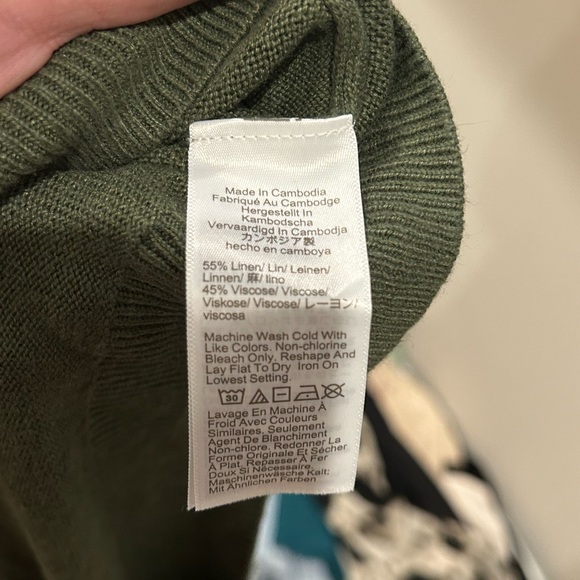 Made In Cambodia
Fabriqué Au Cambodge
Hergestellt In
Kambodscha
Vervaardigd In Cambodja
カンボジア製
hecho en camboya
55% Linen/ Lin/ Leinen/
Linnen/ 麻/ lino
45% Viscose/ Viscose/
Viskose/ Viscose/ レーヨン/
viscosa
Machine Wash Cold With
Like Colors. Non-chlorine
Bleach Only. Reshape And
Lay Flat To Dry Iron On
Lowest Setting.
30
Lavage En Machine À
Froid Avec Couleurs
Similaires. Seulement
Agent De Blanchiment
Non-chlore. Redonner La
Forme Originale Et Sécher
À Plat. Repasser À Fer
Doux Si Nécessaire.
Maschinenwäsche Kalt;
Mit Ähnlichen Farben